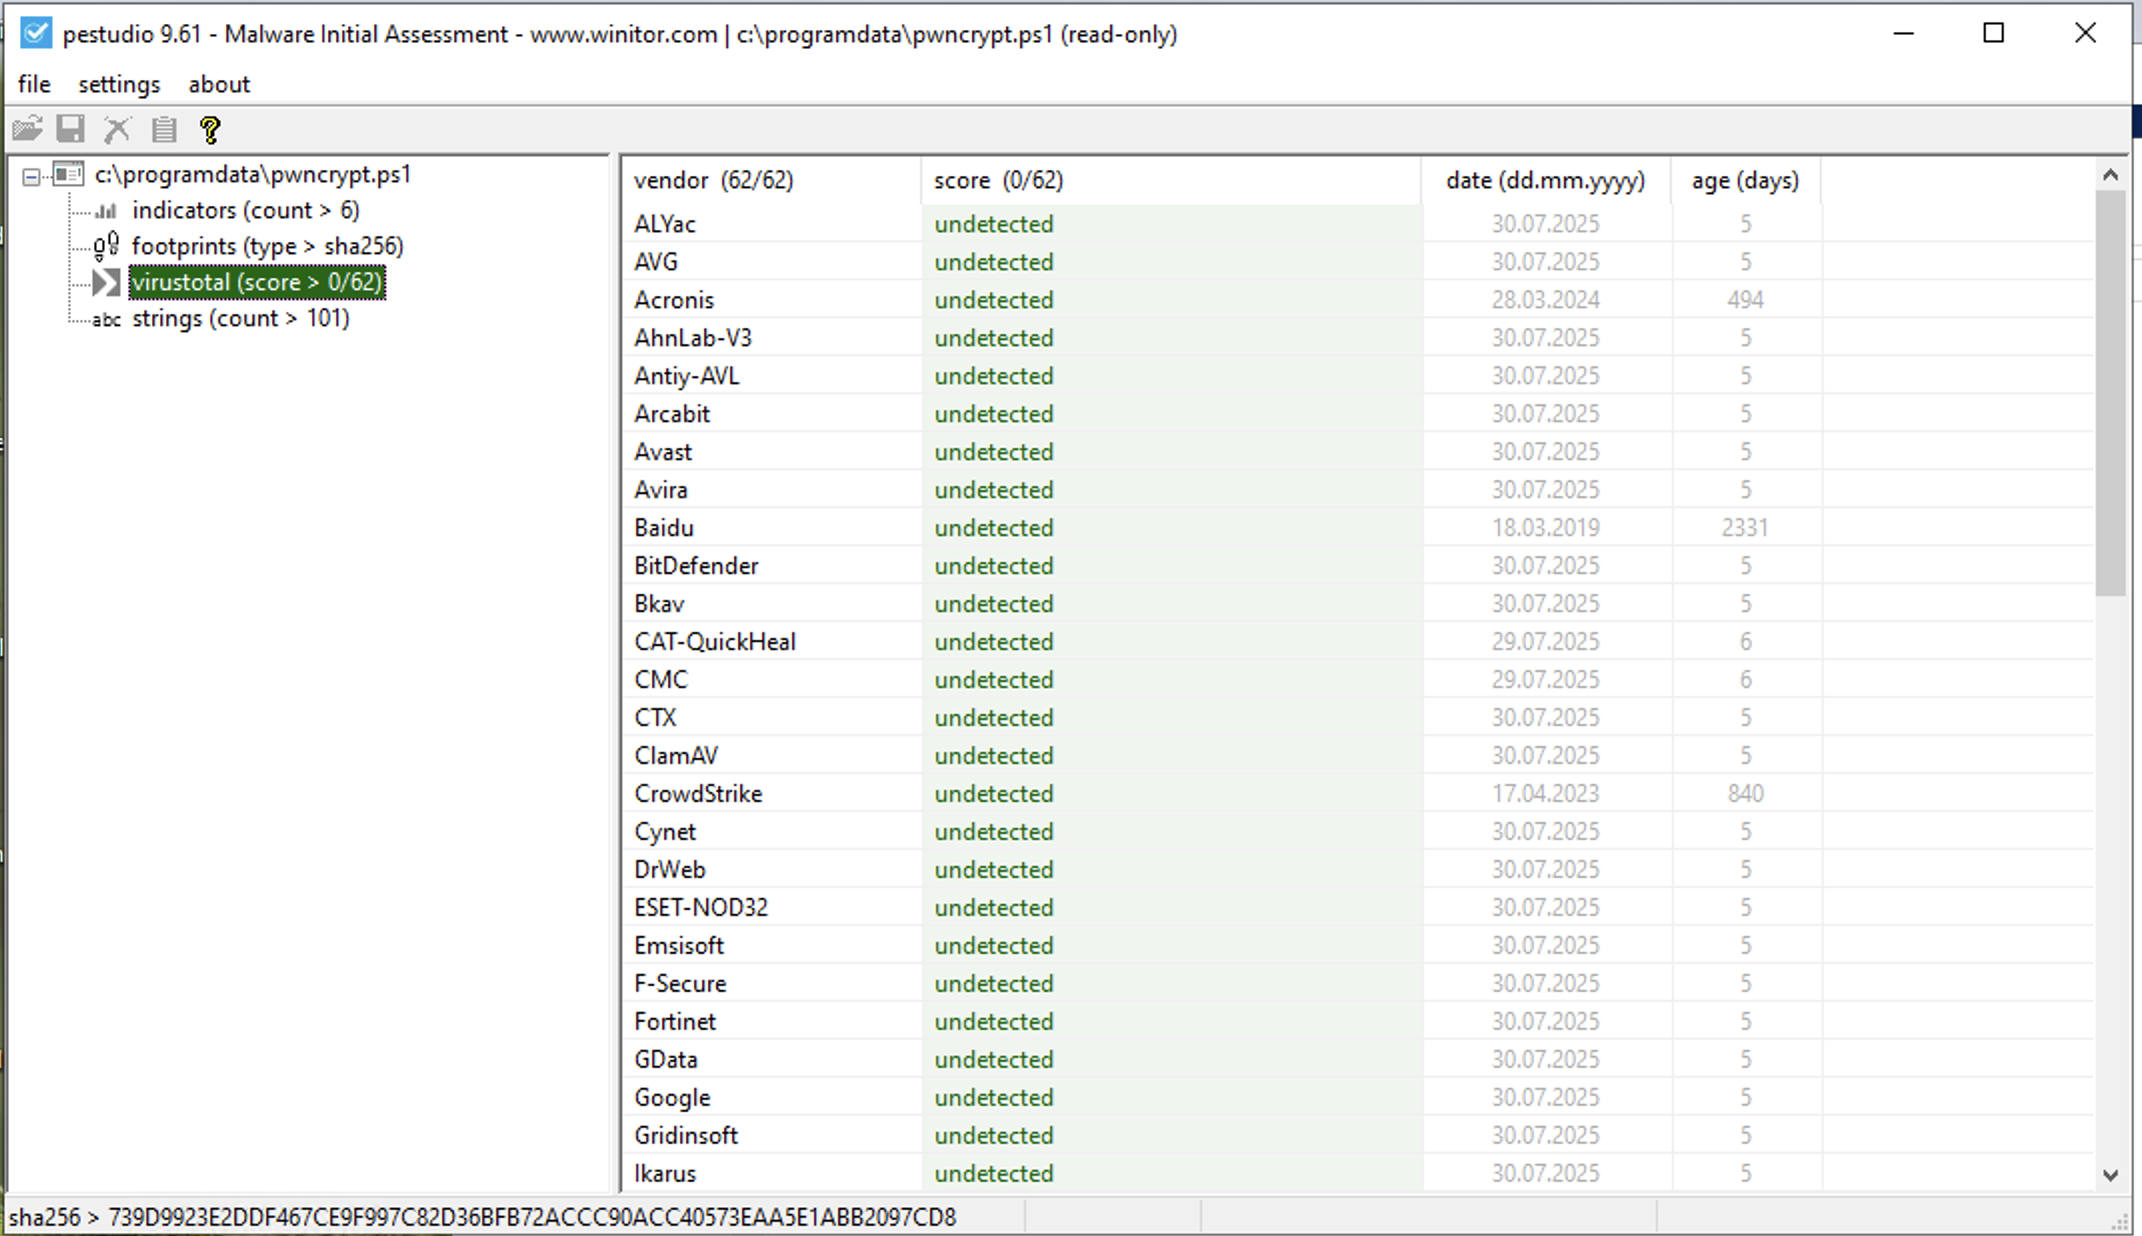 pestudio 9.61 - Malware Initial Assessment - www.winitor.com | c:\programdata\pwncrypt.ps1 (read-only)
file settings about
c:\programdata\pwncrypt.ps1
indicators (count > 6)
footprints (type > sha256)
virustotal (score > 0/62)
abc strings (count > 101)
vendor (62/62) score (0/62) date (dd.mm.yyyy) age (days)
ALYac undetected 30.07.2025 5
AVG undetected 30.07.2025 5
Acronis undetected 28.03.2024 494
AhnLab-V3 undetected 30.07.2025 5
Antiy-AVL undetected 30.07.2025 5
Arcabit undetected 30.07.2025 5
Avast undetected 30.07.2025 5
Avira undetected 30.07.2025 5
Baidu undetected 18.03.2019 2331
BitDefender undetected 30.07.2025 5
Bkav undetected 30.07.2025 5
CAT-QuickHeal undetected 29.07.2025 6
CMC undetected 29.07.2025 6
CTX undetected 30.07.2025 5
ClamAV undetected 30.07.2025 5
CrowdStrike undetected 17.04.2023 840
Cynet undetected 30.07.2025 5
DrWeb undetected 30.07.2025 5
ESET-NOD32 undetected 30.07.2025 5
Emsisoft undetected 30.07.2025 5
F-Secure undetected 30.07.2025 5
Fortinet undetected 30.07.2025 5
GData undetected 30.07.2025 5
Google undetected 30.07.2025 5
Gridinsoft undetected 30.07.2025 5
Ikarus undetected 30.07.2025 5
sha256 > 739D9923E2DDF467CE9F997C82D36BFB72ACCC90ACC40573EAA5E1ABB2097CD8